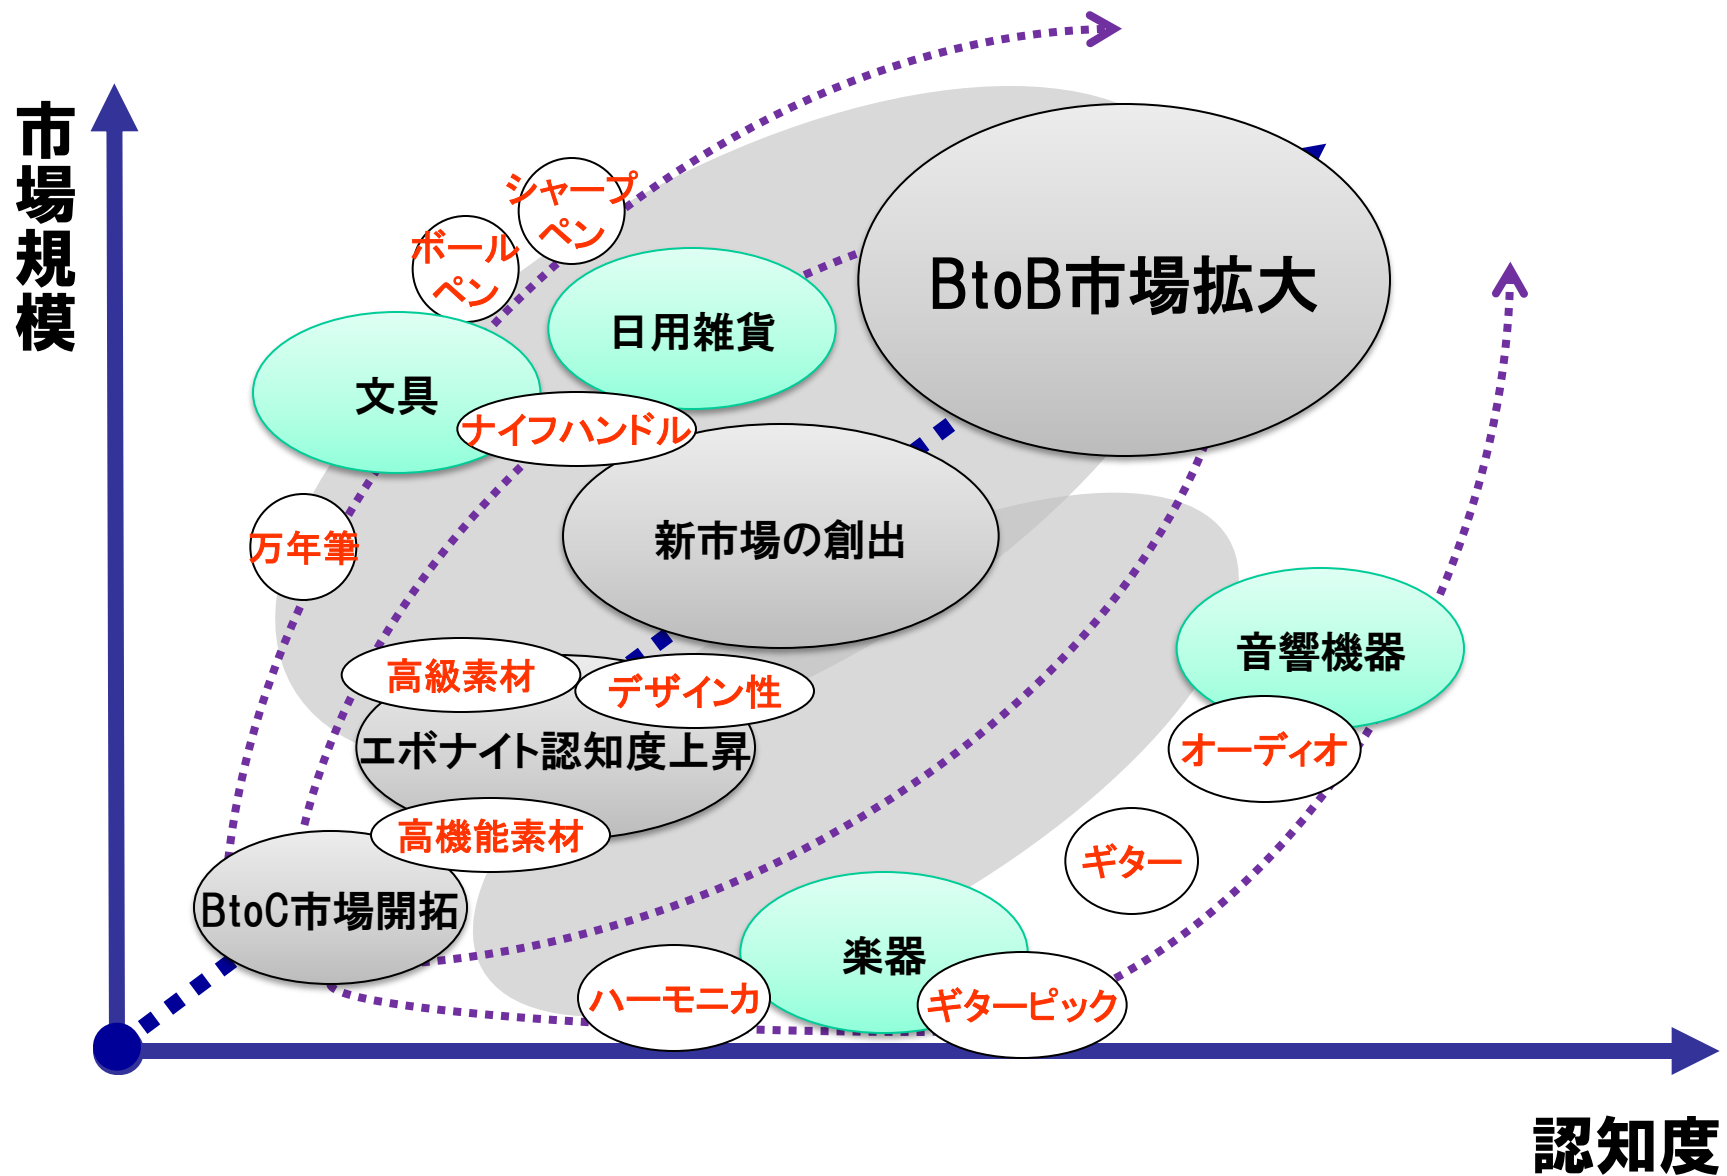 市場規模
シャープ
ペン
ボール
ペン
BtoB市場拡大
日用雑貨
文具
ナイフハンドル
新市場の創出
万年筆
音響機器
高級素材
デザイン性
エボナイト認知度上昇
オーディオ
高機能素材
ギター
BtoC市場開拓
楽器
ハーモニカ
ギターピック
認知度